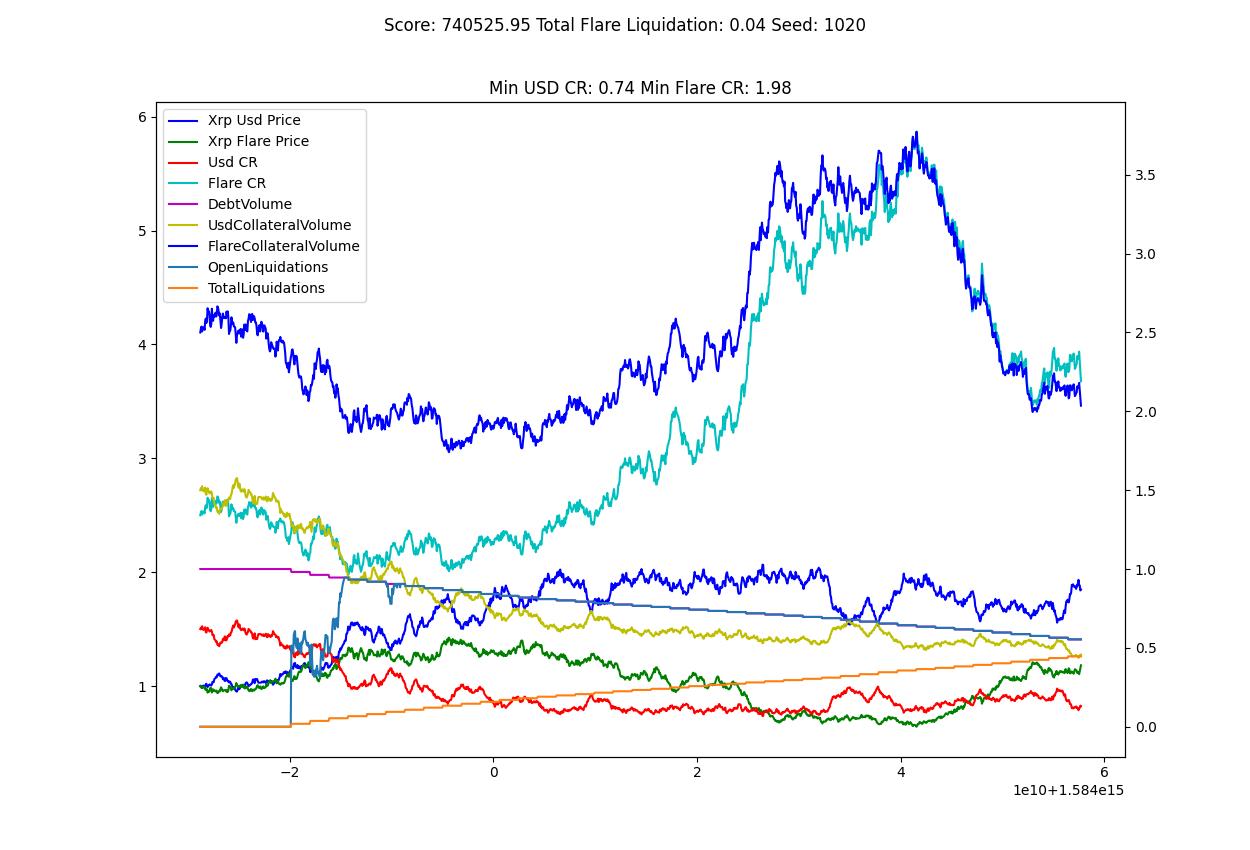 Score: 740525.95 Total Flare Liquidation: 0.04 Seed: 1020
Min USD CR: 0.74 Min Flare CR: 1.98
Xrp Usd Price
Xrp Flare Price
Usd CR
Flare CR
DebtVolume
UsdCollateralVolume
FlareCollateralVolume
OpenLiquidations
TotalLiquidations
6
5
4
3
2
1
3.5
3.0
2.5
2.0
1.5
1.0
0.5
0.0
−2 0 2 4 6
1e10+1.584e15